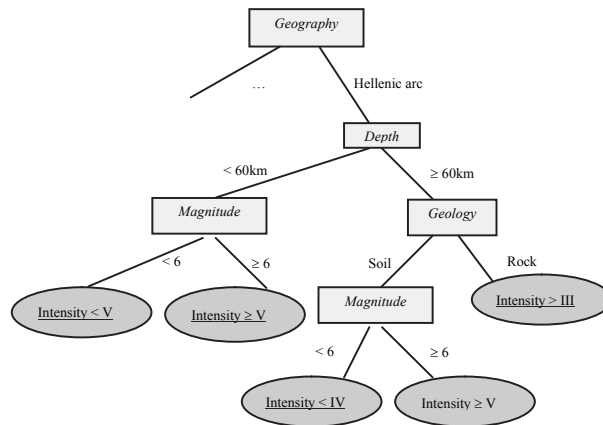 Geography
…
Hellenic arc
Depth
< 60km
≥ 60km
Magnitude
Geology
< 6
≥ 6
Soil
Rock
Intensity < V
Intensity ≥ V
Magnitude
Intensity > III
< 6
≥ 6
Intensity < IV
Intensity ≥ V